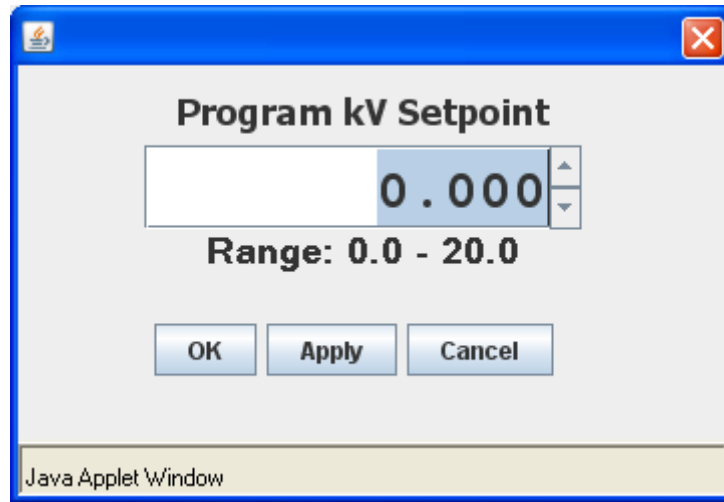 Program kV Setpoint
0.000
Range: 0.0 - 20.0
OK Apply Cancel
Java Applet Window